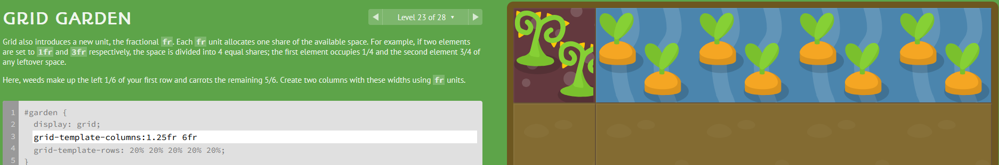 GRID GARDEN
Level 23 of 28
Grid also introduces a new unit, the fractional fr. Each fr unit allocates one share of the available space. For example, if two elements
are set to 1fr and 3fr respectively, the space is divided into 4 equal shares; the first element occupies 1/4 and the second element 3/4 of
any leftover space.
Here, weeds make up the left 1/6 of your first row and carrots the remaining 5/6. Create two columns with these widths using fr units.
1 #garden {
2 display: grid;
3 grid-template-columns:1.25fr 6fr
4 grid-template-rows: 20% 20% 20% 20% 20%;
5 }